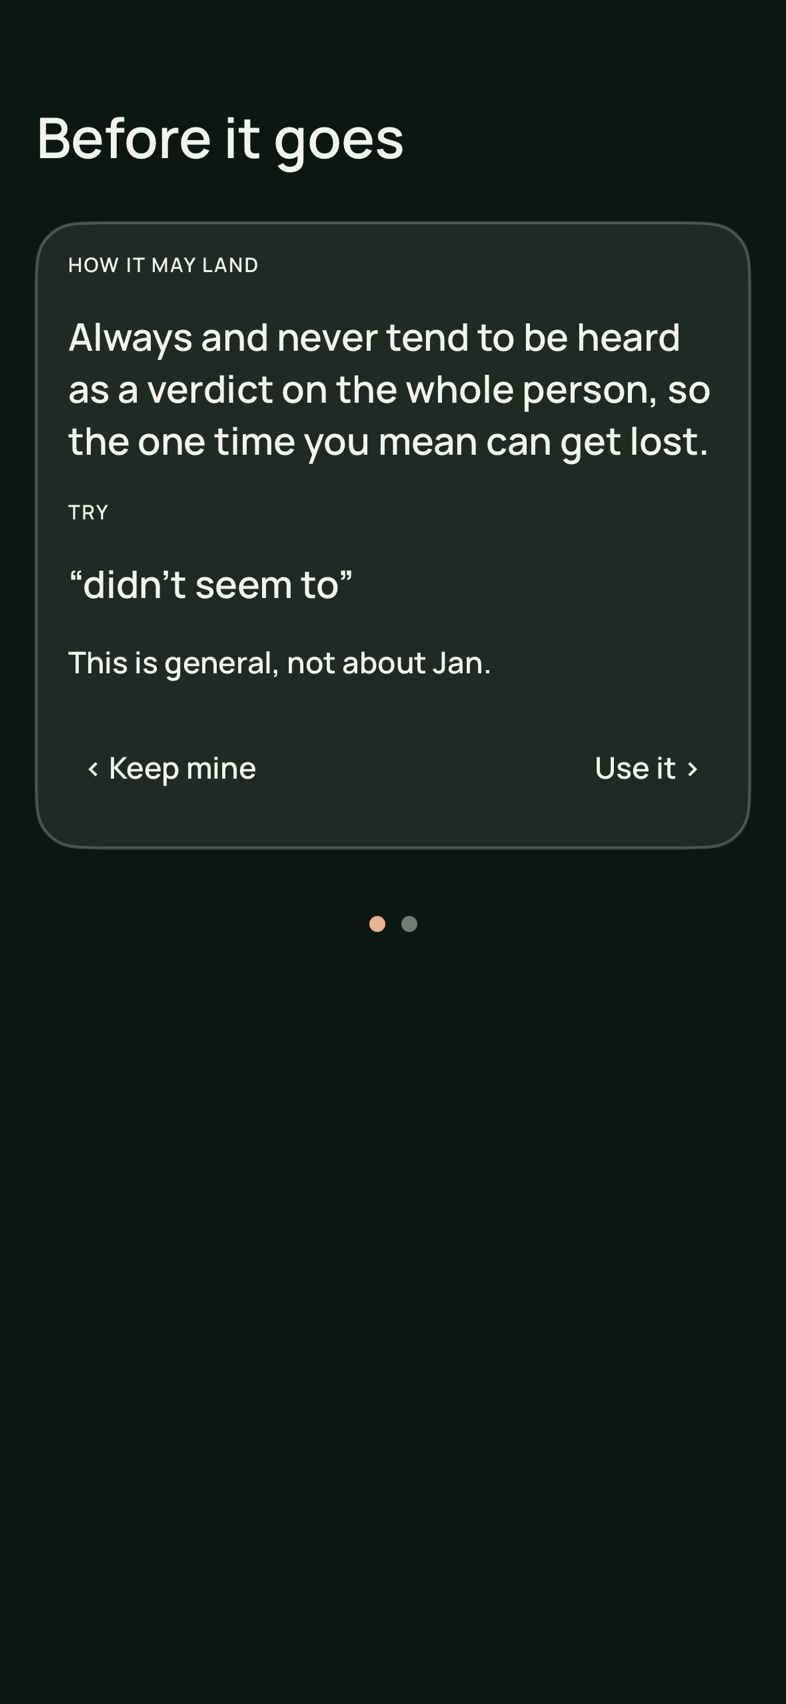 Before it goes
HOW IT MAY LAND
Always and never tend to be heard
as a verdict on the whole person, so
the one time you mean can get lost.
TRY
“didn’t seem to”
This is general, not about Jan.
‹ Keep mine
Use it ›